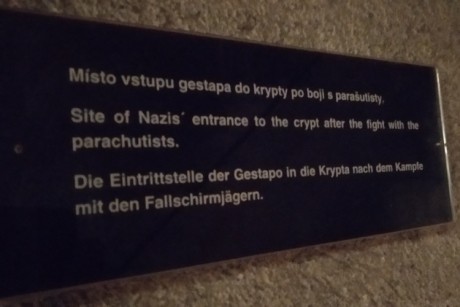 Místo vstupu gestapa do krypty po boji s parašutisty.
Site of Nazis´ entrance to the crypt after the fight with the
parachutists.
Die Eintrittstelle der Gestapo in die Krypta nach dem Kampfe
mit den Fallschirmjägern.